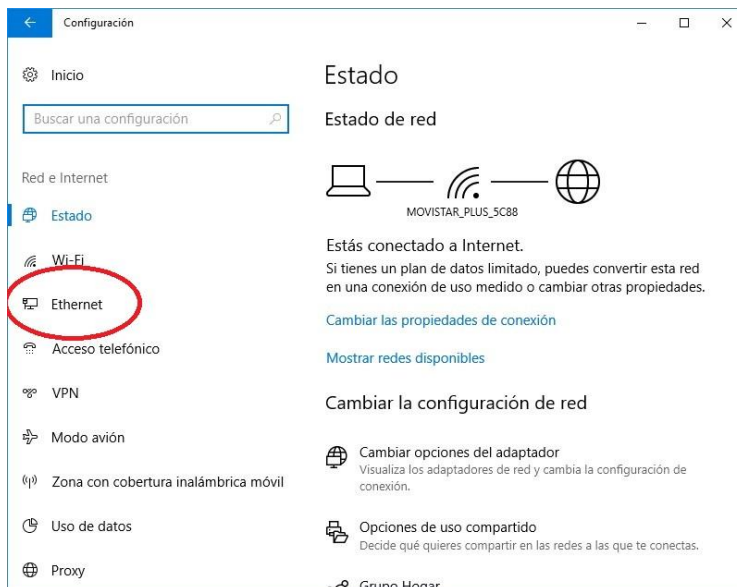 Configuración
Inicio
Buscar una configuración
Red e Internet
Estado
Wi-Fi
Ethernet
Acceso telefónico
VPN
Modo avión
Zona con cobertura inalámbrica móvil
Uso de datos
Proxy
Estado
Estado de red
MOVISTAR_PLUS_5C88
Estás conectado a Internet.
Si tienes un plan de datos limitado, puedes convertir esta red
en una conexión de uso medido o cambiar otras propiedades.
Cambiar las propiedades de conexión
Mostrar redes disponibles
Cambiar la configuración de red
Cambiar opciones del adaptador
Visualiza los adaptadores de red y cambia la configuración de
conexión.
Opciones de uso compartido
Decide qué quieres compartir en las redes a las que te conectas.
Grupo Hogar